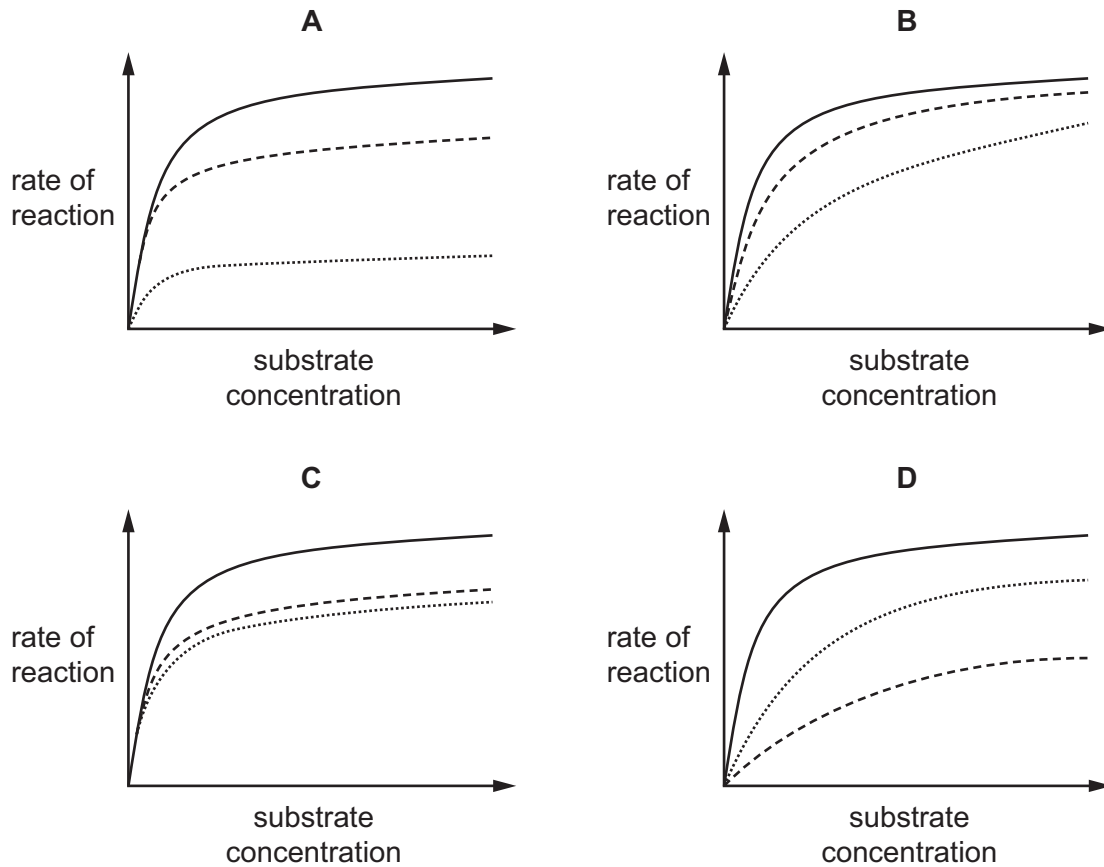 A
B
rate of
reaction
substrate
concentration
rate of
reaction
substrate
concentration
C
D
rate of
reaction
substrate
concentration
rate of
reaction
substrate
concentration